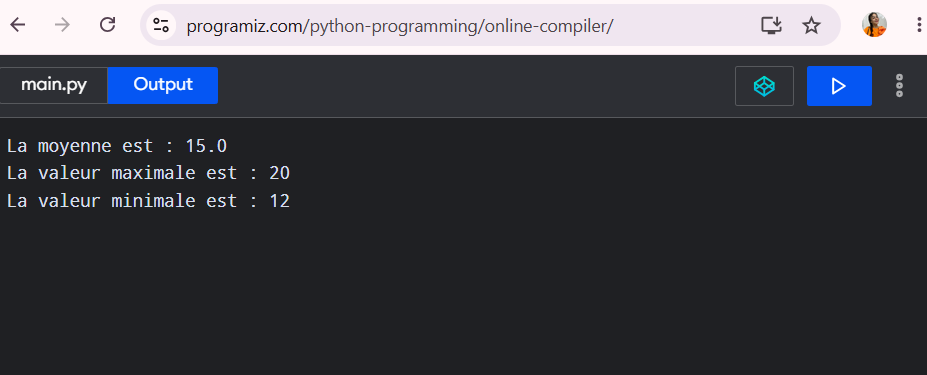 programiz.com/python-programming/online-compiler/
main.py
Output
La moyenne est : 15.0
La valeur maximale est : 20
La valeur minimale est : 12